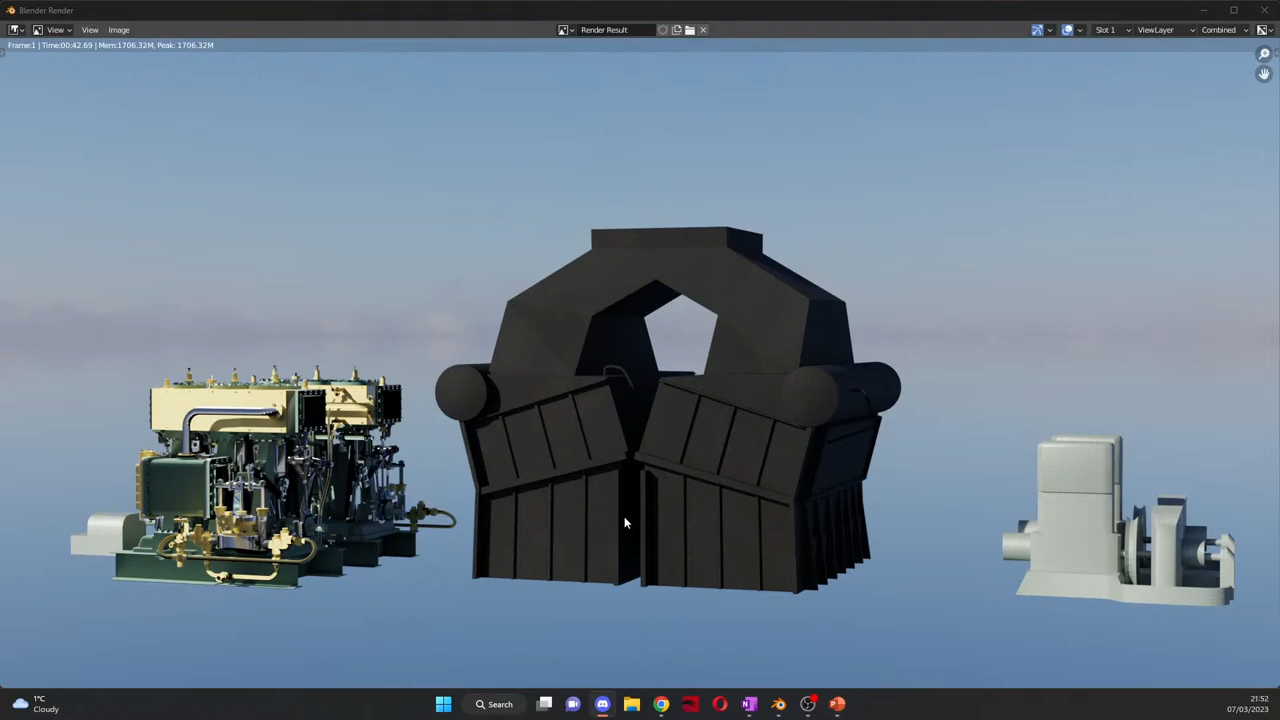 Blender Render
View View Image Render Result Slot 1 ViewLayer Combined
Frame:1 | Time:00:42.69 | Mem:1706.32M, Peak: 1706.32M
1°C
Cloudy
Search
21:52
07/03/2023